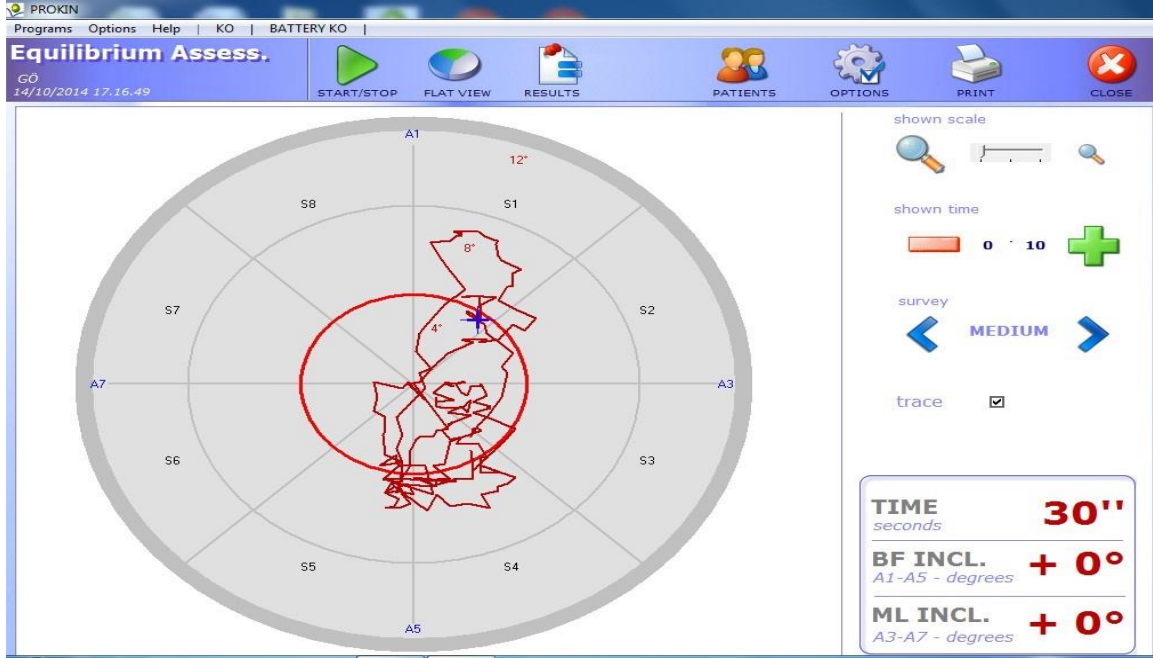 PROKIN
Programs Options Help | KO | BATTERY KO |
Equilibrium Assess.
GÖ
14/10/2014 17.16.49
START/STOP FLAT VIEW RESULTS PATIENTS OPTIONS PRINT CLOSE
shown scale
A1
12°
S8 S1
8°
shown time
0 ' 10
S7 S2
4°
survey
MEDIUM
A7 A3
trace
S6 S3
S5 S4
A5
TIME
seconds
30''
BF INCL.
A1-A5 - degrees
+ 0°
ML INCL.
A3-A7 - degrees
+ 0°